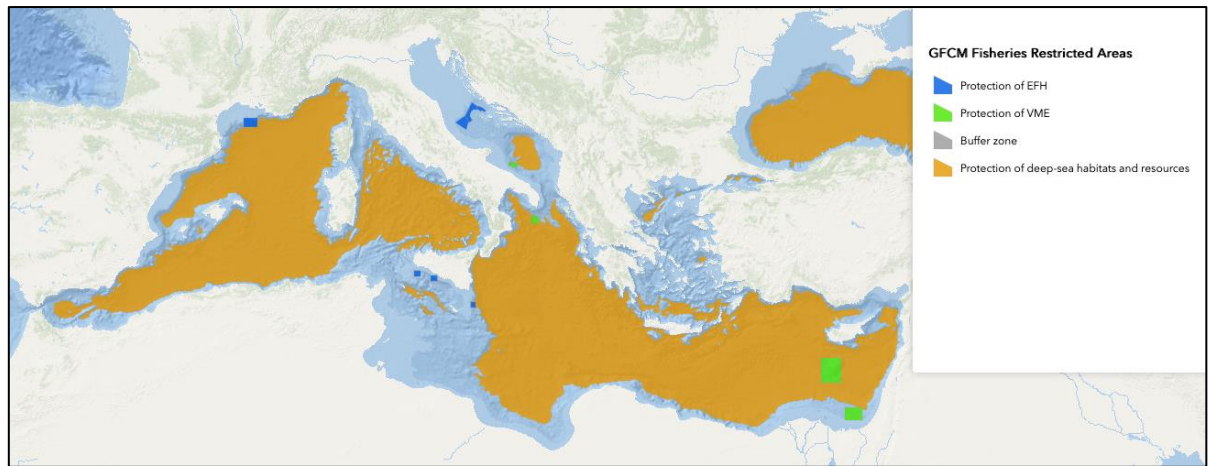 GFCM Fisheries Restricted Areas
Protection of EFH
Protection of VME
Buffer zone
Protection of deep-sea habitats and resources